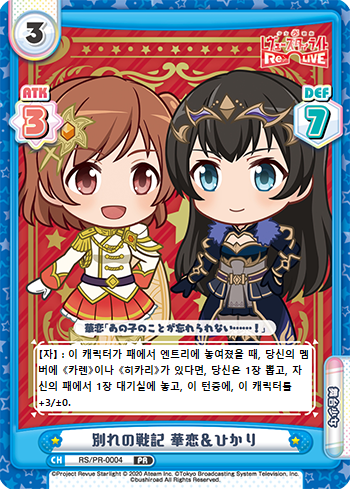 3
少女☆歌劇
レヴュースタァライト
Re LIVE
ATK
3
DEF
7
華恋「あの子のことが忘れられない……！」
[자] : 이 캐릭터가 패에서 엔트리에 놓여졌을 때, 당신의 멤
버에 《카렌》이나 《히카리》가 있다면, 당신은 1장 뽑고, 자
신의 패에서 1장 대기실에 놓고, 이 턴중에, 이 캐릭터를
+3/±0.
舞台少女
別れの戦記 華恋＆ひかり
CH RS/PR-0004 PR
©Project Revue Starlight © 2020 Ateam Inc. ©Tokyo Broadcasting System Television, Inc.
©bushiroad All Rights Reserved.